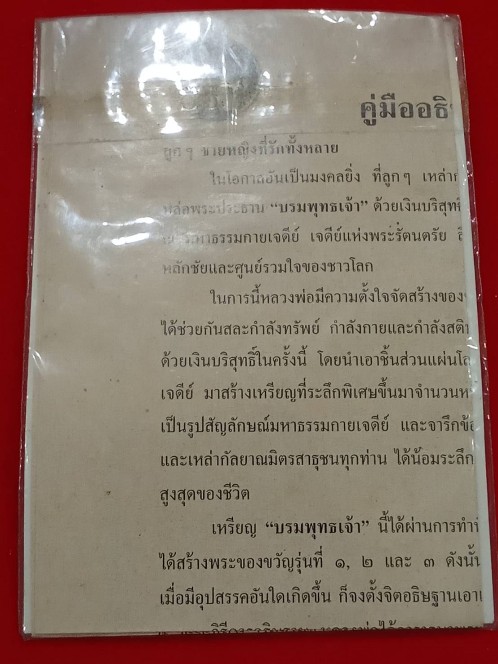 คู่มืออธิ
ลูกๆ ชายหญิงที่รักทั้งหลาย
ในโอกาสอันเป็นมงคลยิ่ง ที่ลูกๆ เหล่า
หล่อพระประธาน “บรมพุทธเจ้า” ด้วยเงินบริสุทธิ์
มหาธรรมกายเจดีย์ เจดีย์แห่งพระรัตนตรัย
หลักชัยและศูนย์รวมใจของชาวโลก
ในการนี้หลวงพ่อมีความตั้งใจจัดสร้างของ
ได้ช่วยกันสละกำลังทรัพย์ กำลังกายและกำลังสติ
ด้วยเงินบริสุทธิ์ในครั้งนี้ โดยนำเอาชิ้นส่วนแผ่นโล
เจดีย์ มาสร้างเหรียญที่ระลึกพิเศษขึ้นมาจำนวนห
เป็นรูปสัญลักษณ์มหาธรรมกายเจดีย์ และจารึกข้อ
และเหล่ากัลยาณมิตรสาธุชนทุกท่าน ได้น้อมระลึก
สูงสุดของชีวิต
เหรียญ “บรมพุทธเจ้า” นี้ได้ผ่านการทำ
ได้สร้างพระของขวัญรุ่นที่ ๑, ๒ และ ๓ ดังนั้น
เมื่อมีอุปสรรคอันใดเกิดขึ้น ก็จงตั้งจิตอธิษฐานเอา